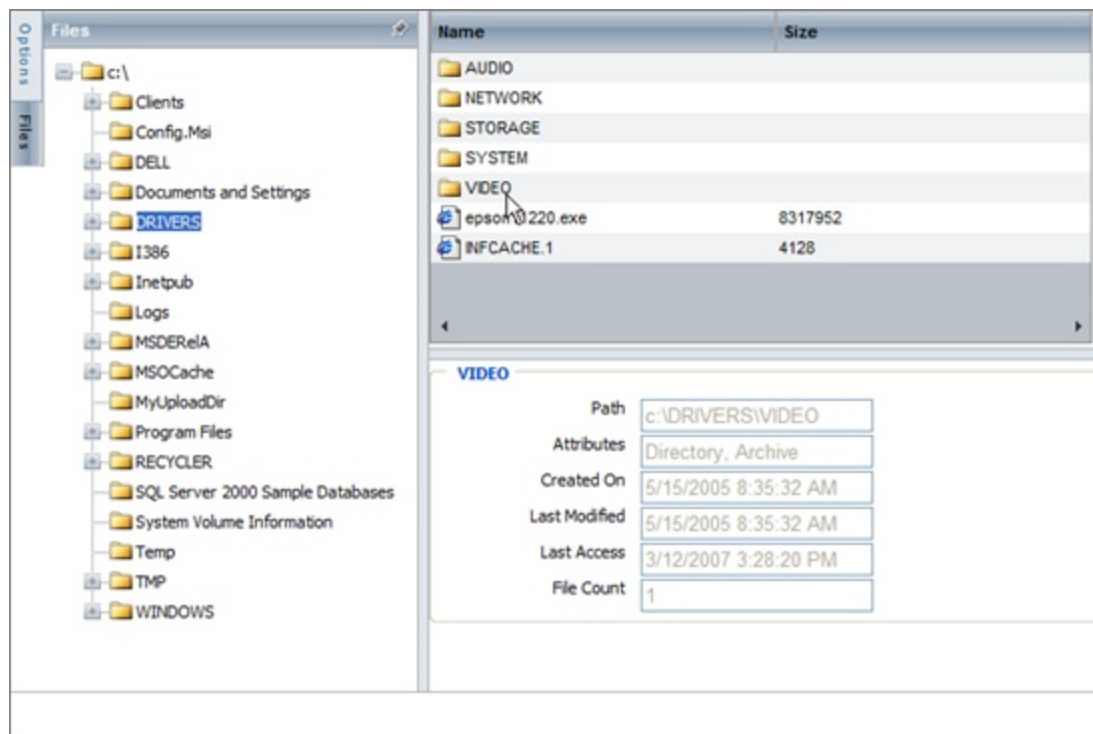 Options
Files
Files
c:\
Clients
Config.Msi
DELL
Documents and Settings
DRIVERS
I386
Inetpub
Logs
MSDERelA
MSOCache
MyUploadDir
Program Files
RECYCLER
SQL Server 2000 Sample Databases
System Volume Information
Temp
TMP
WINDOWS
Name Size
AUDIO
NETWORK
STORAGE
SYSTEM
VIDEO
1220.exe 8317952
INFCACHE.1 4128
VIDEO
Path c:\DRIVERS\VIDEO
Attributes Directory, Archive
Created On 5/15/2005 8:35:32 AM
Last Modified 5/15/2005 8:35:32 AM
Last Access 3/12/2007 3:28:20 PM
File Count 1